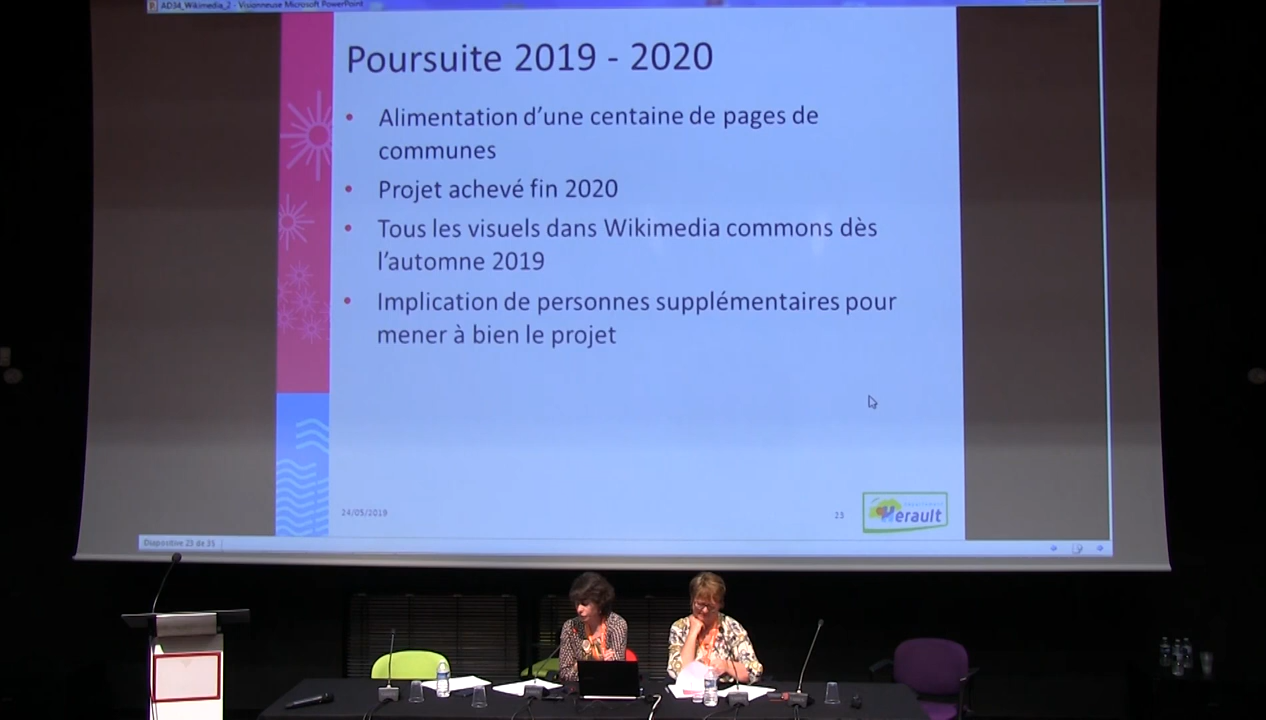 AD34_Wikimedia_2 - Visionneuse Microsoft PowerPoint
Poursuite 2019 - 2020
• Alimentation d'une centaine de pages de
communes
• Projet achevé fin 2020
• Tous les visuels dans Wikimedia commons dès
l'automne 2019
• Implication de personnes supplémentaires pour
mener à bien le projet
24/05/2019
23
Hérault
Diapositive 23 de 35